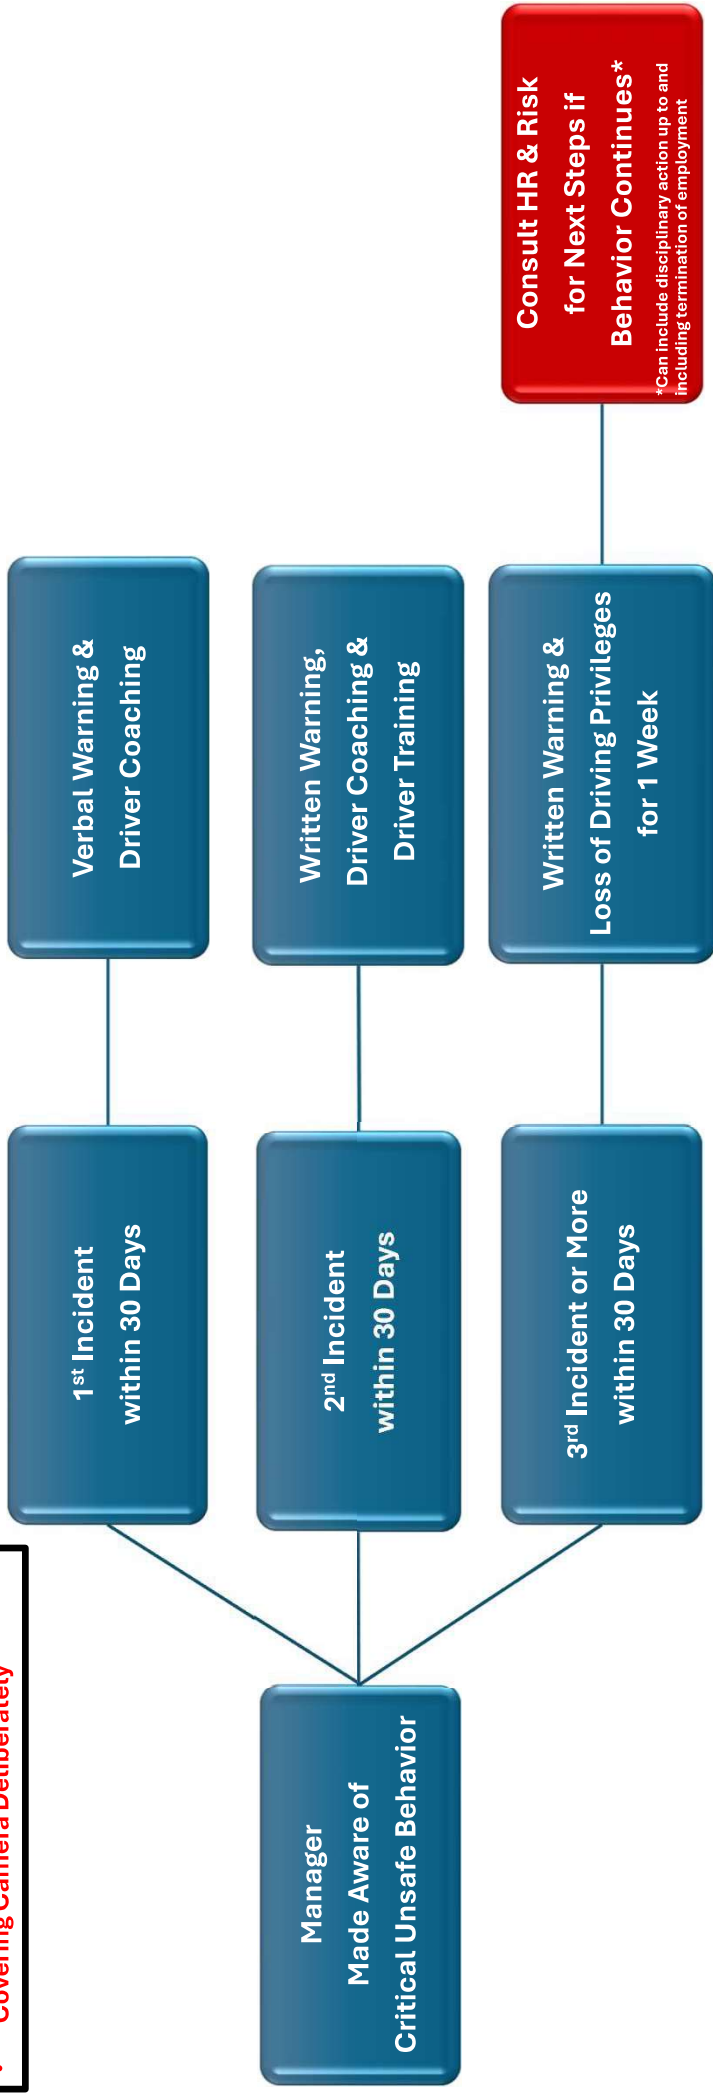 Covering Camera Deliberately
Manager
Made Aware of
Critical Unsafe Behavior
1st Incident
within 30 Days
Verbal Warning &
Driver Coaching
2nd Incident
within 30 Days
Written Warning,
Driver Coaching &
Driver Training
3rd Incident or More
within 30 Days
Written Warning &
Loss of Driving Privileges
for 1 Week
Consult HR & Risk
for Next Steps if
Behavior Continues*
*Can include disciplinary action up to and
including termination of employment